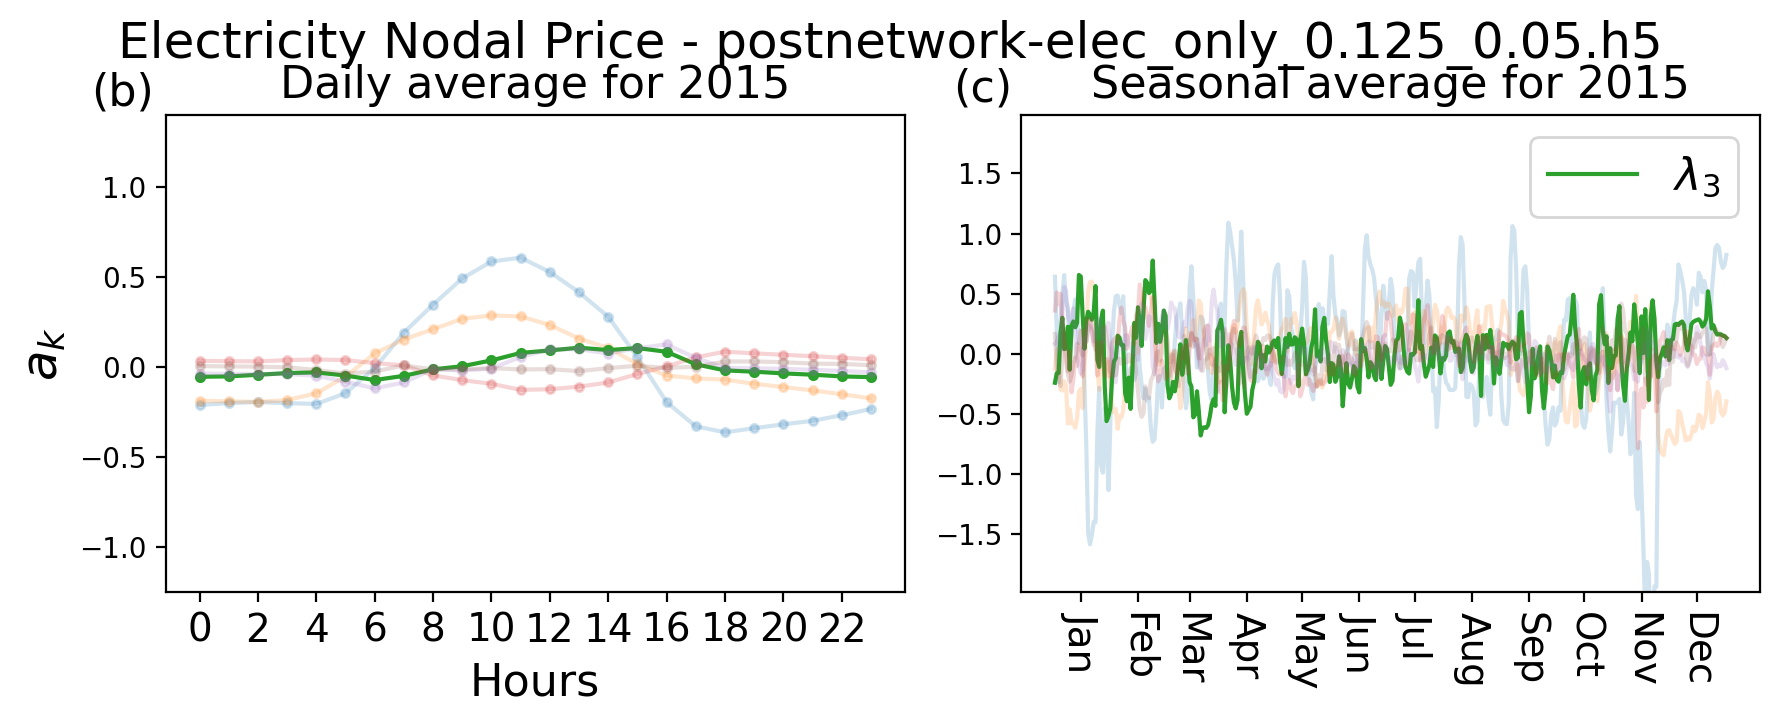 Electricity Nodal Price - postnetwork-elec_only_0.125_0.05.h5
(b)
Daily average for 2015
1.0
0.5
0.0
−0.5
−1.0
a_k
0 2 4 6 8 10 12 14 16 18 20 22
Hours
(c)
Seasonal average for 2015
λ_3
1.5
1.0
0.5
0.0
−0.5
−1.0
−1.5
Jan Feb Mar Apr May Jun Jul Aug Sep Oct Nov Dec